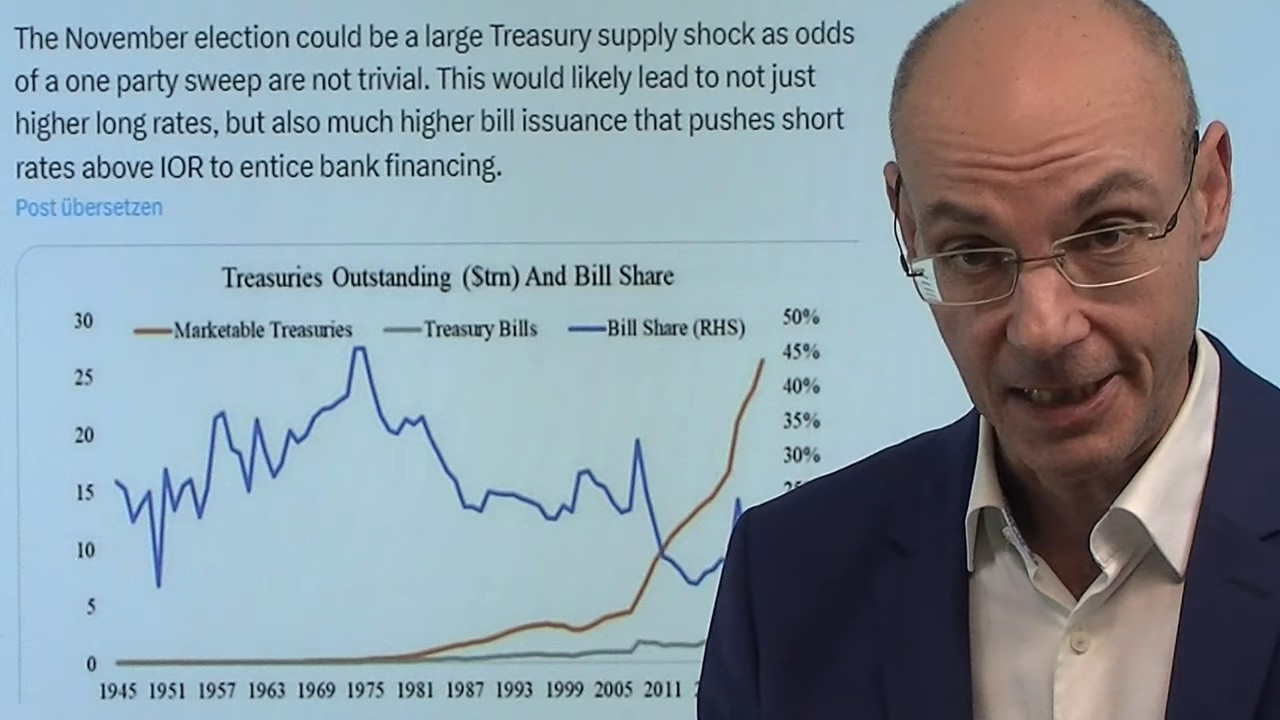 The November election could be a large Treasury supply shock as odds
of a one party sweep are not trivial. This would likely lead to not just
higher long rates, but also much higher bill issuance that pushes short
rates above IOR to entice bank financing.
Post übersetzen
Treasuries Outstanding ($trn) And Bill Share
Marketable Treasuries Treasury Bills Bill Share (RHS)
30 50%
25 45%
40%
20 35%
30%
15
10
5
0
1945 1951 1957 1963 1969 1975 1981 1987 1993 1999 2005 2011